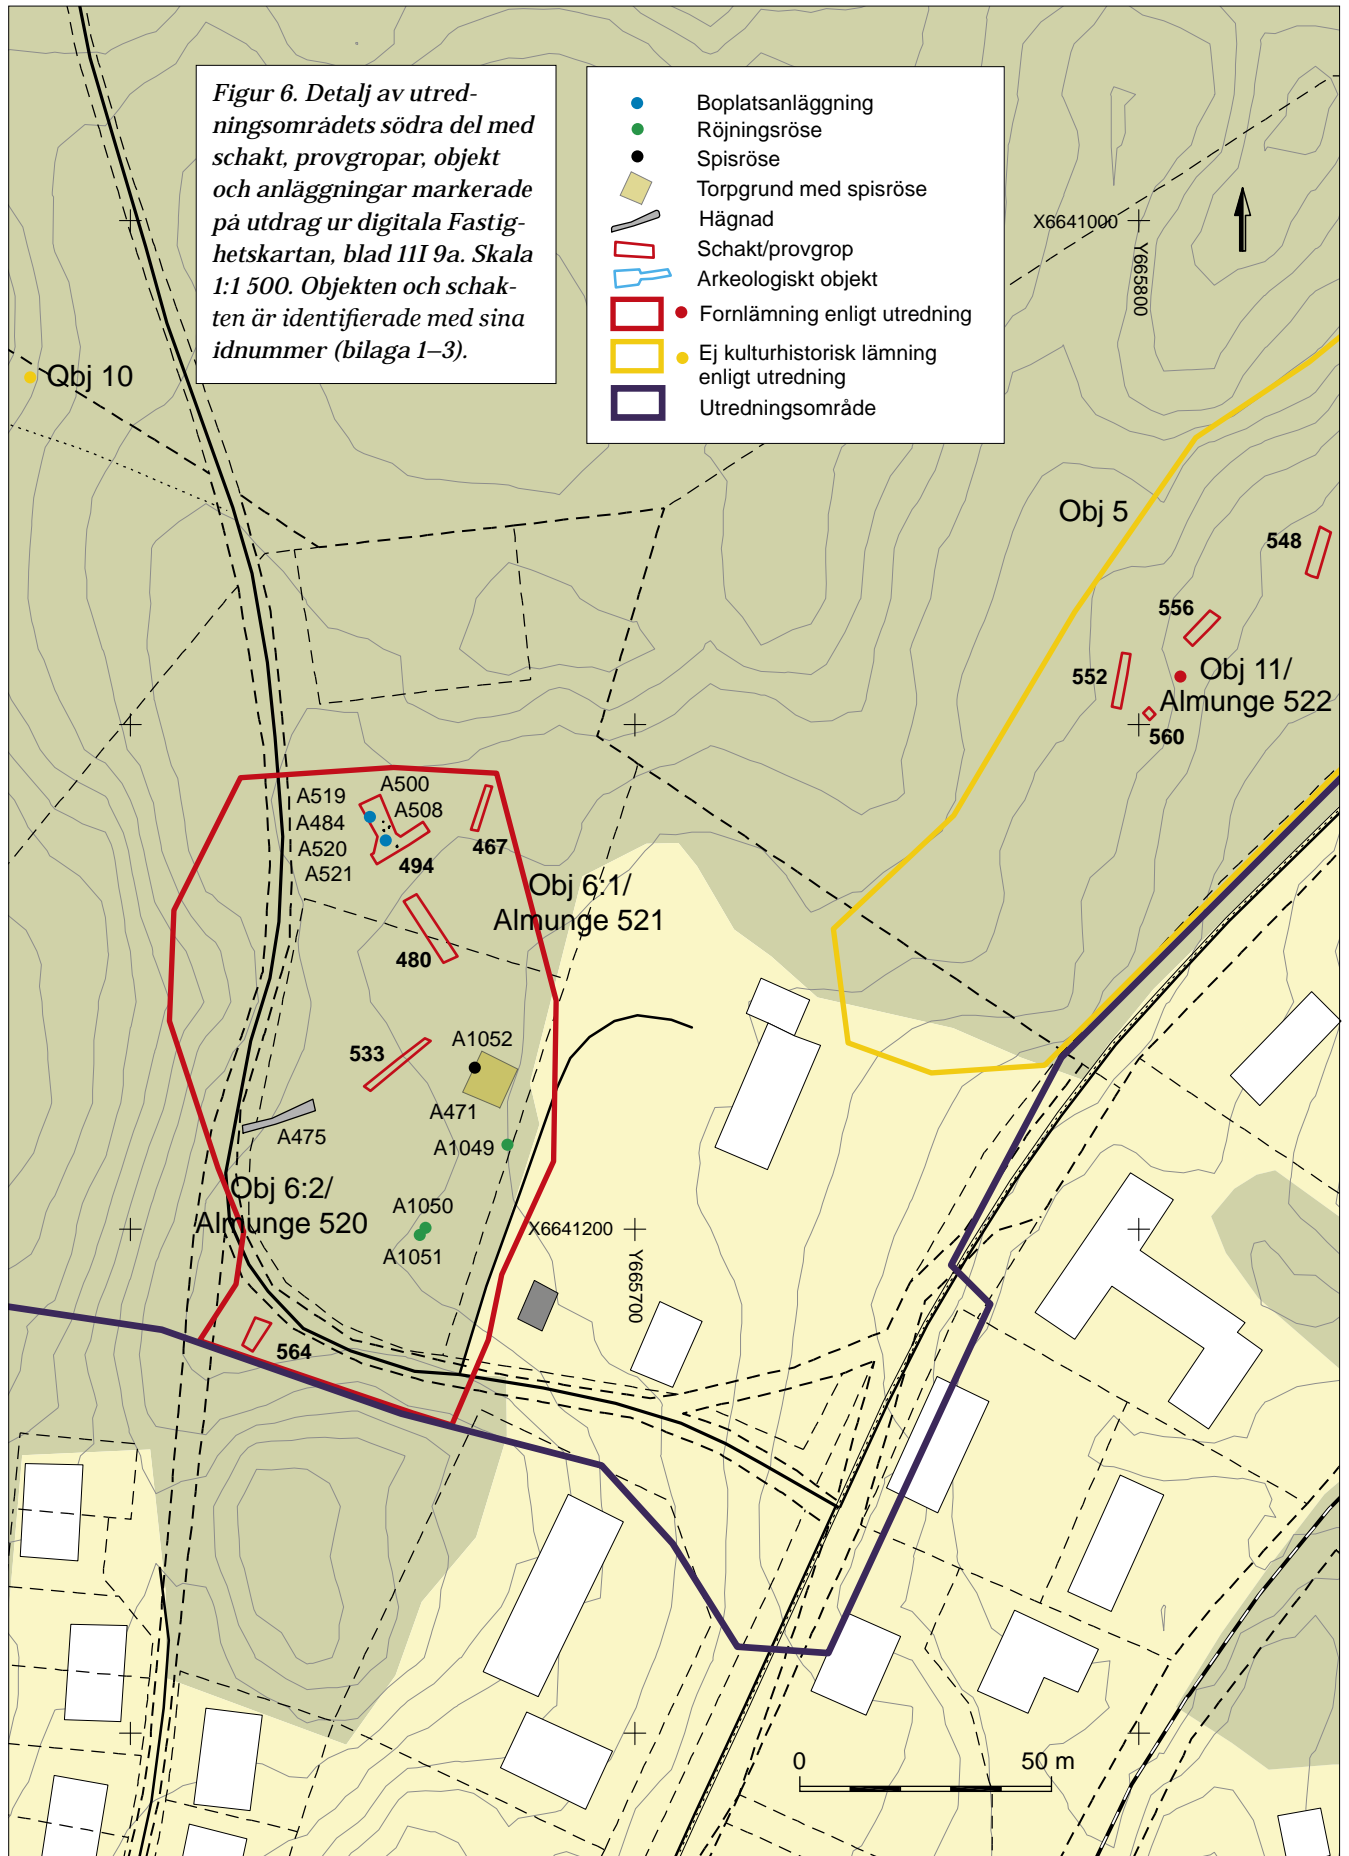 Figur 6. Detalj av utred-
ningsområdets södra del med
schakt, provgropar, objekt
och anläggningar markerade
på utdrag ur digitala Fastig-
hetskartan, blad 11I 9a. Skala
1:1 500. Objekten och schak-
ten är identifierade med sina
idnummer (bilaga 1–3).
Boplatsanläggning
Röjningsröse
Spisröse
Torpgrund med spisröse
Hägnad
Schakt/provgrop
Arkeologiskt objekt
Fornlämning enligt utredning
Ej kulturhistorisk lämning
enligt utredning
Utredningsområde
X6641000
Y665800
Obj 10
Obj 5
548
556
552
Obj 11/
Almunge 522
560
A519
A500
A508
A484
A520
A521
494
467
Obj 6:1/
Almunge 521
480
533
A1052
A471
A475
A1049
Obj 6:2/
Almunge 520
A1050
A1051
X6641200
Y665700
564
0
50 m